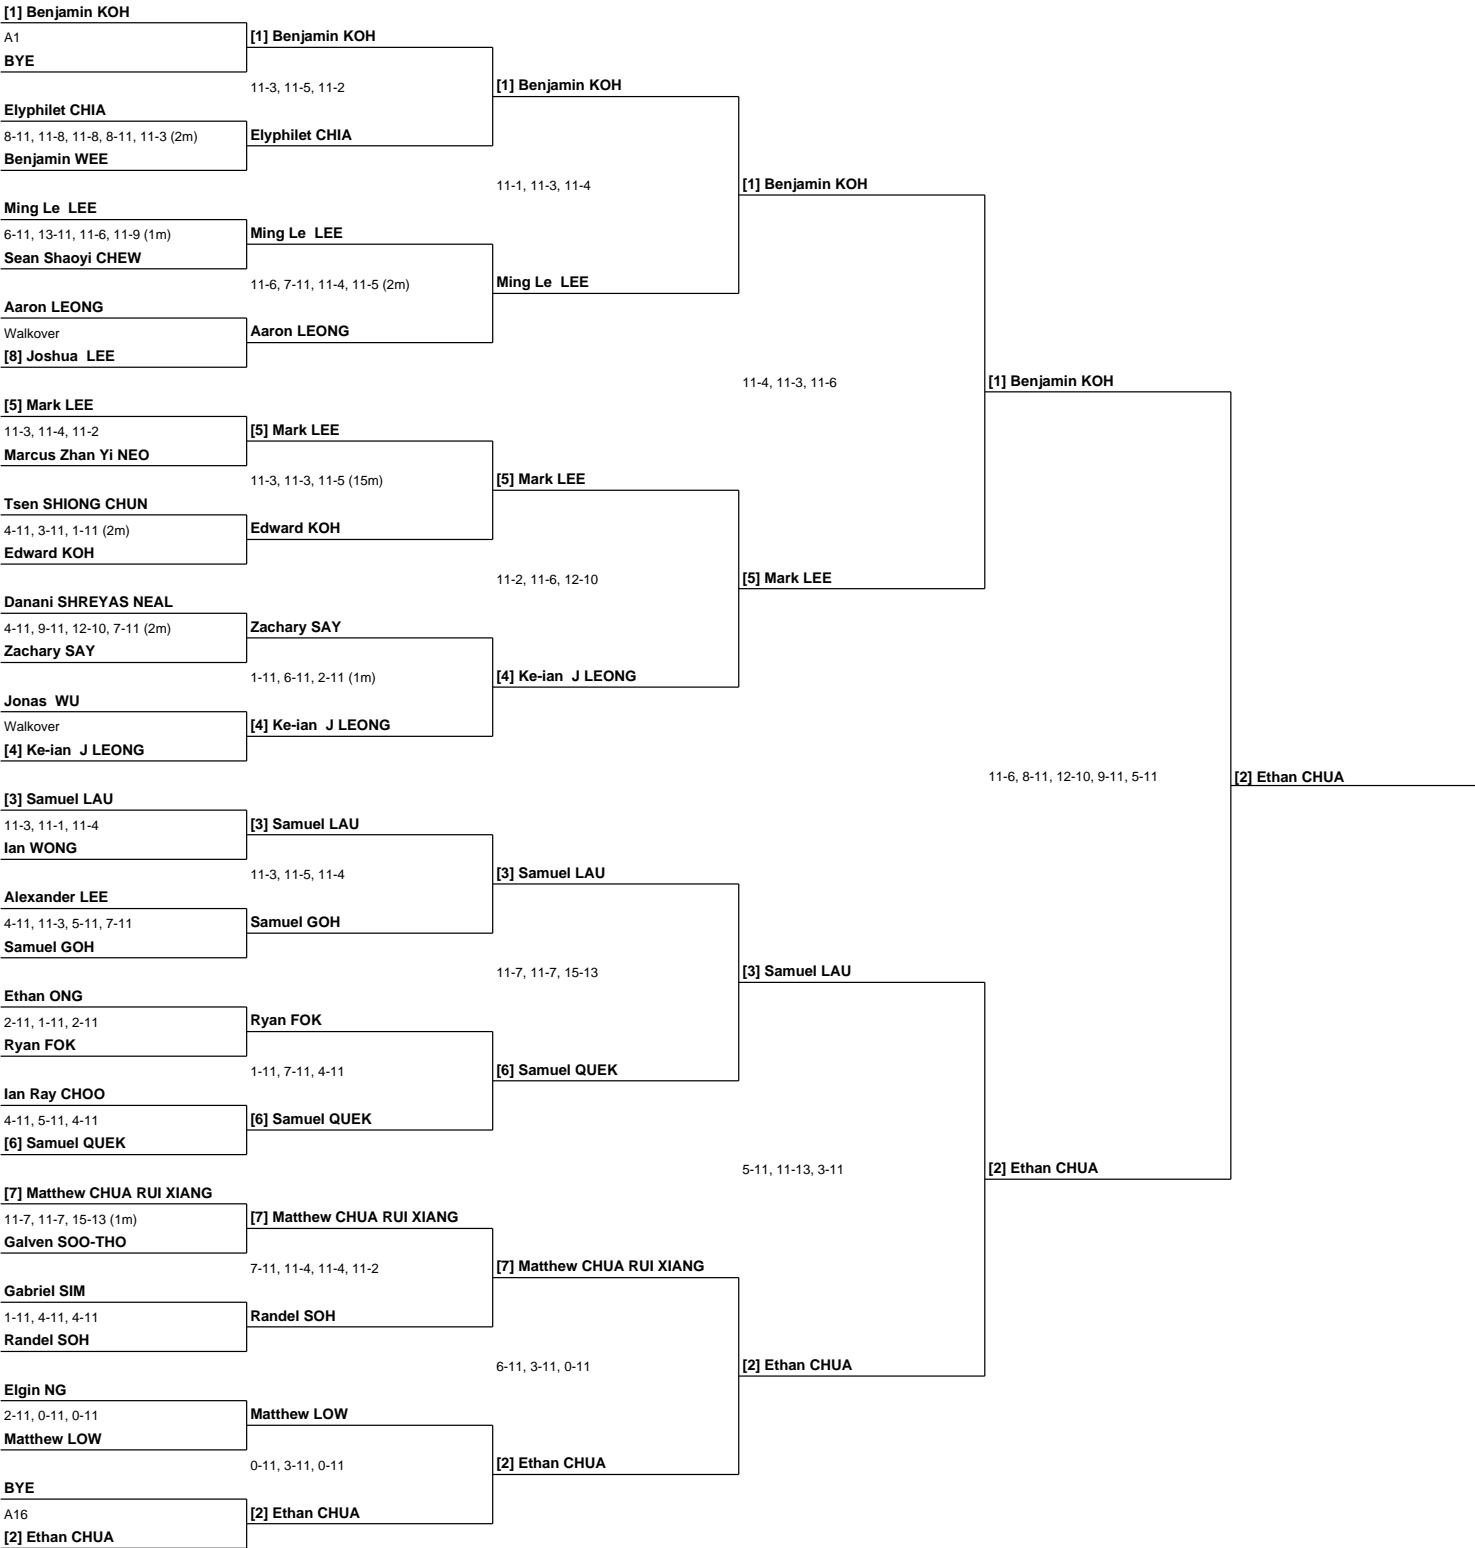 [1] Benjamin KOH
A1
BYE
[1] Benjamin KOH
11-3, 11-5, 11-2
[1] Benjamin KOH
Elyphilet CHIA
8-11, 11-8, 11-8, 8-11, 11-3 (2m)
Benjamin WEE
Elyphilet CHIA
11-1, 11-3, 11-4
[1] Benjamin KOH
Ming Le  LEE
6-11, 13-11, 11-6, 11-9 (1m)
Sean Shaoyi CHEW
Ming Le  LEE
11-6, 7-11, 11-4, 11-5 (2m)
Ming Le  LEE
Aaron LEONG
Walkover
[8] Joshua  LEE
Aaron LEONG
11-4, 11-3, 11-6
[1] Benjamin KOH
[5] Mark LEE
11-3, 11-4, 11-2
Marcus Zhan Yi NEO
[5] Mark LEE
11-3, 11-3, 11-5 (15m)
[5] Mark LEE
Tsen SHIONG CHUN
4-11, 3-11, 1-11 (2m)
Edward KOH
Edward KOH
11-2, 11-6, 12-10
[5] Mark LEE
Danani SHREYAS NEAL
4-11, 9-11, 12-10, 7-11 (2m)
Zachary SAY
Zachary SAY
1-11, 6-11, 2-11 (1m)
[4] Ke-ian  J LEONG
Jonas  WU
Walkover
[4] Ke-ian  J LEONG
[4] Ke-ian  J LEONG
11-6, 8-11, 12-10, 9-11, 5-11
[2] Ethan CHUA
[3] Samuel LAU
11-3, 11-1, 11-4
Ian WONG
[3] Samuel LAU
11-3, 11-5, 11-4
[3] Samuel LAU
Alexander LEE
4-11, 11-3, 5-11, 7-11
Samuel GOH
Samuel GOH
11-7, 11-7, 15-13
[3] Samuel LAU
Ethan ONG
2-11, 1-11, 2-11
Ryan FOK
Ryan FOK
1-11, 7-11, 4-11
[6] Samuel QUEK
Ian Ray CHOO
4-11, 5-11, 4-11
[6] Samuel QUEK
[6] Samuel QUEK
5-11, 11-13, 3-11
[2] Ethan CHUA
[7] Matthew CHUA RUI XIANG
11-7, 11-7, 15-13 (1m)
Galven SOO-THO
[7] Matthew CHUA RUI XIANG
7-11, 11-4, 11-4, 11-2
[7] Matthew CHUA RUI XIANG
Gabriel SIM
1-11, 4-11, 4-11
Randel SOH
Randel SOH
6-11, 3-11, 0-11
[2] Ethan CHUA
Elgin NG
2-11, 0-11, 0-11
Matthew LOW
Matthew LOW
0-11, 3-11, 0-11
[2] Ethan CHUA
BYE
A16
[2] Ethan CHUA
[2] Ethan CHUA